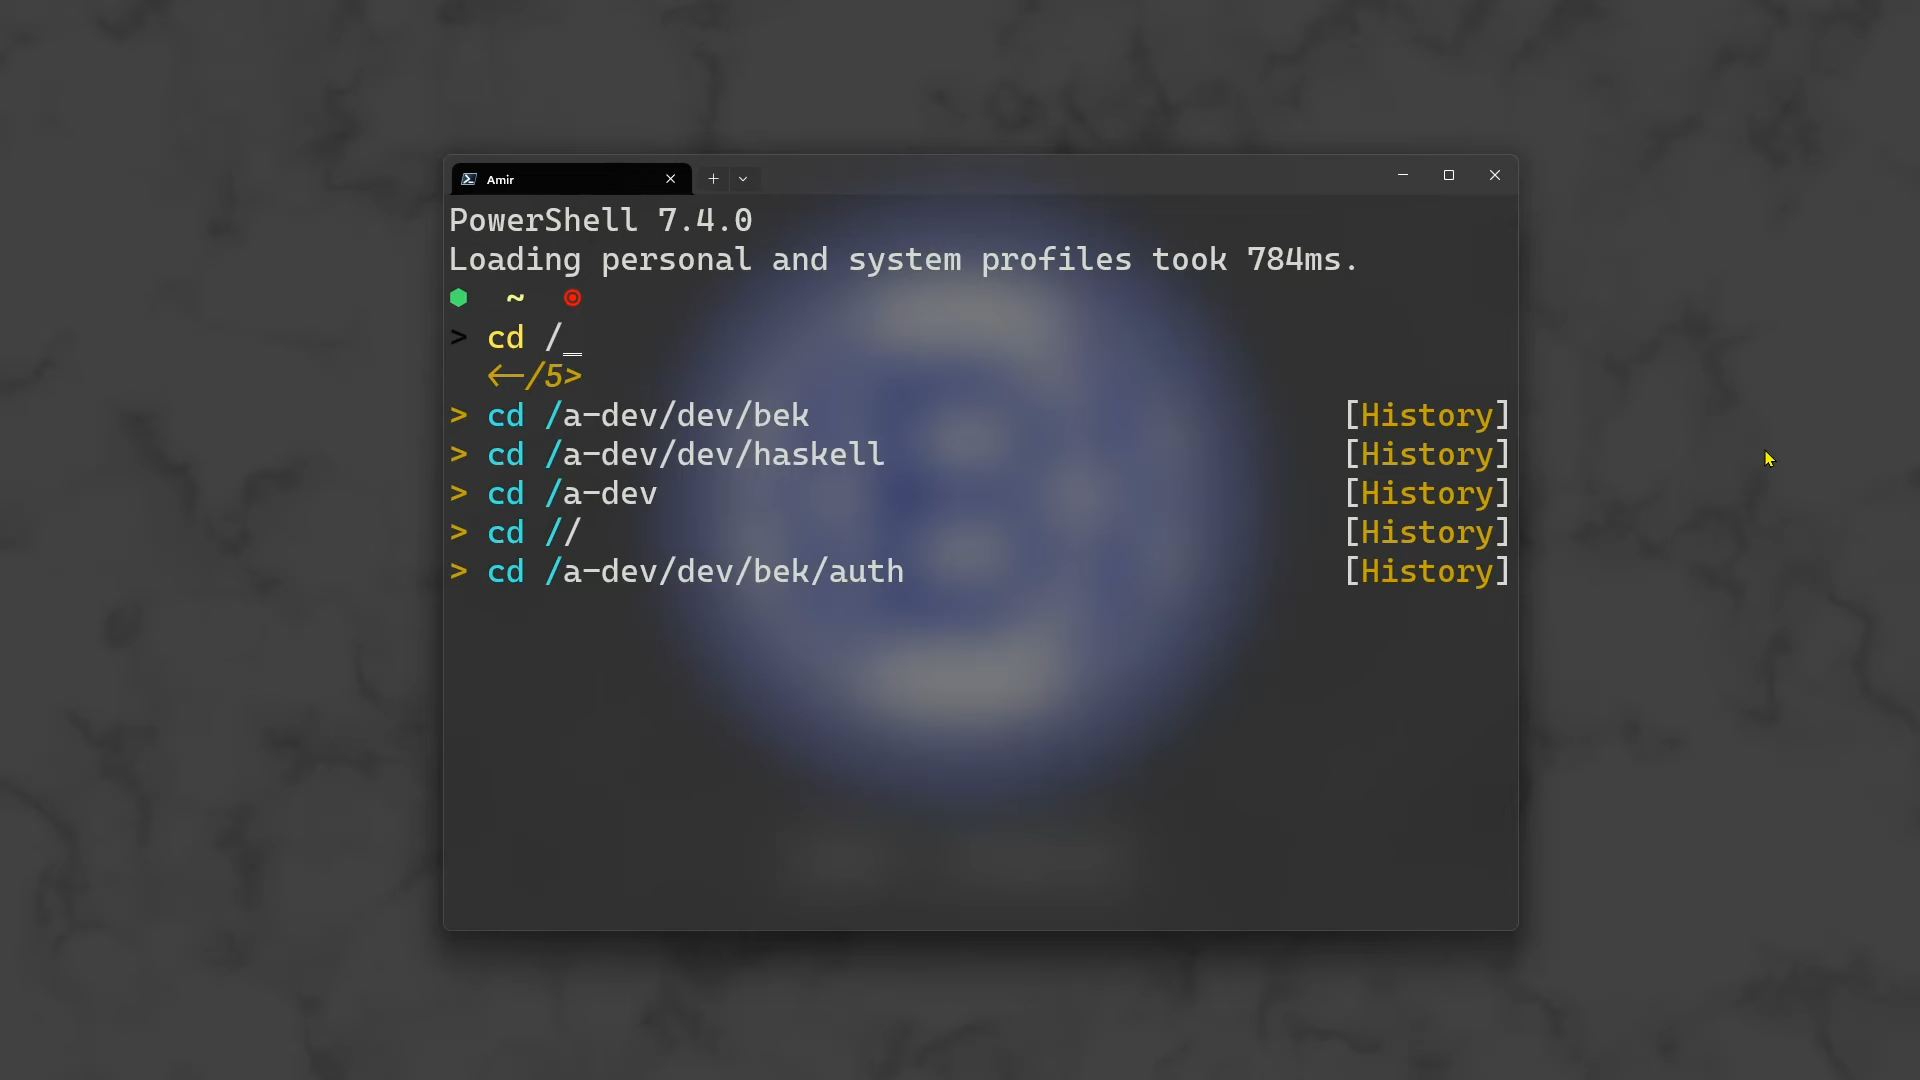 Amir
PowerShell 7.4.0
Loading personal and system profiles took 784ms.
~
> cd /_
<-/5>
> cd /a-dev/dev/bek [History]
> cd /a-dev/dev/haskell [History]
> cd /a-dev [History]
> cd // [History]
> cd /a-dev/dev/bek/auth [History]